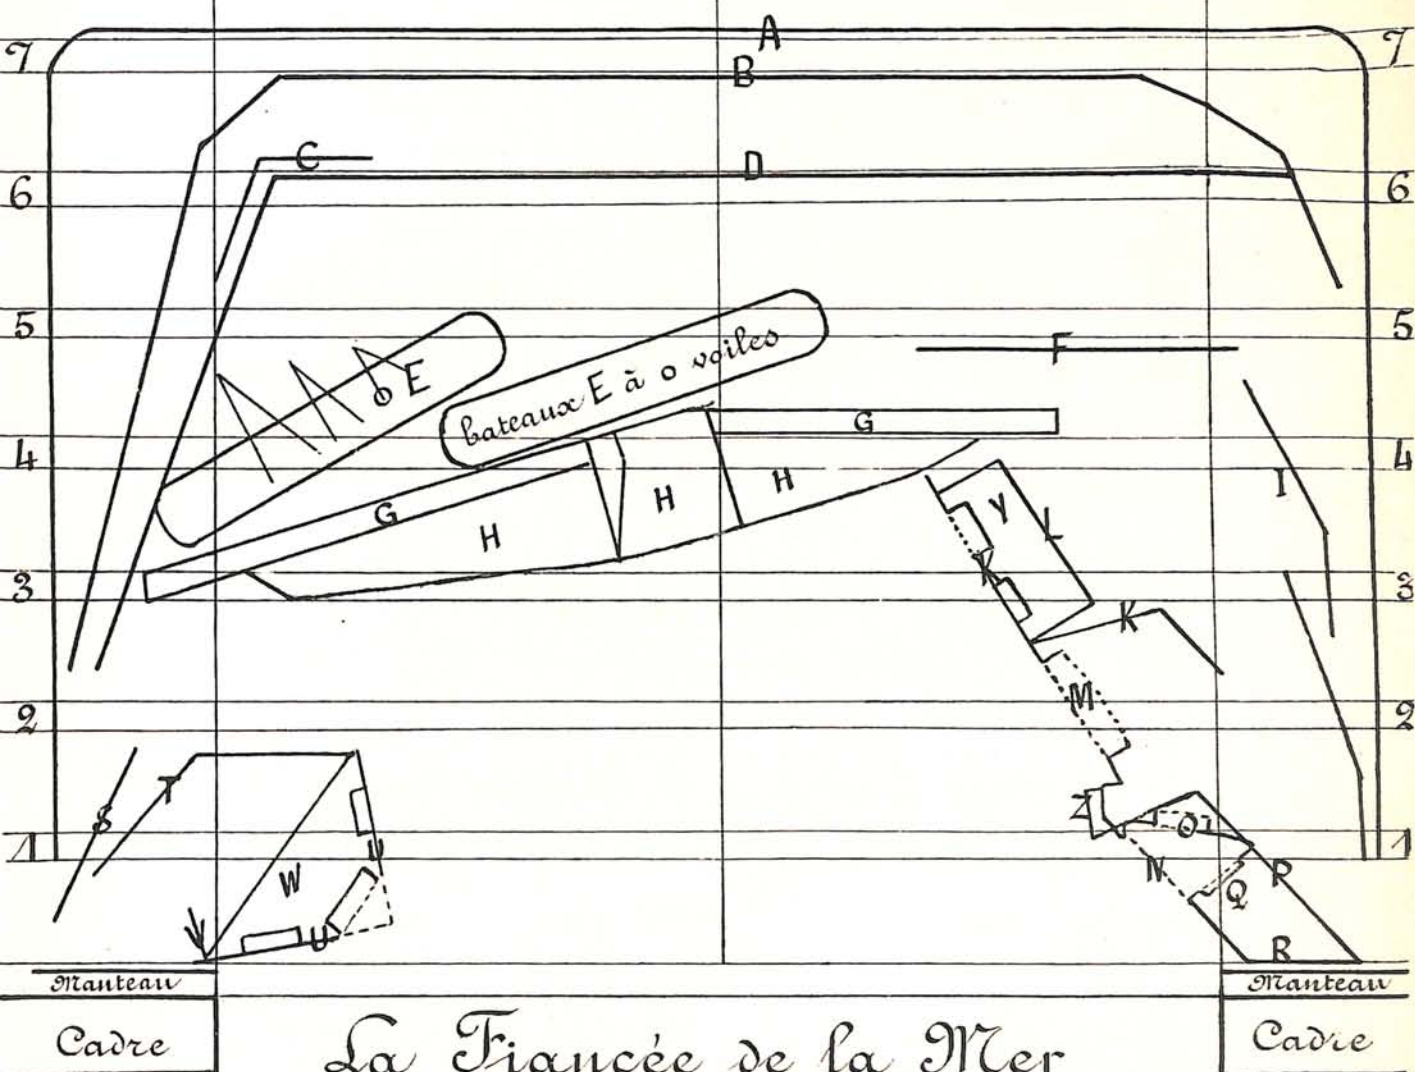 A
7 7
B
C D
6 6
5 5
F
E
bateaux E à o voiles
G
4 4
G H H H
Y L I
K
3 3
K
M
2 2
T
S Z
O
1 1
U N P
W Q
U R
Manteau Manteau
Cadre Cadre
La Fiancée de la Mer